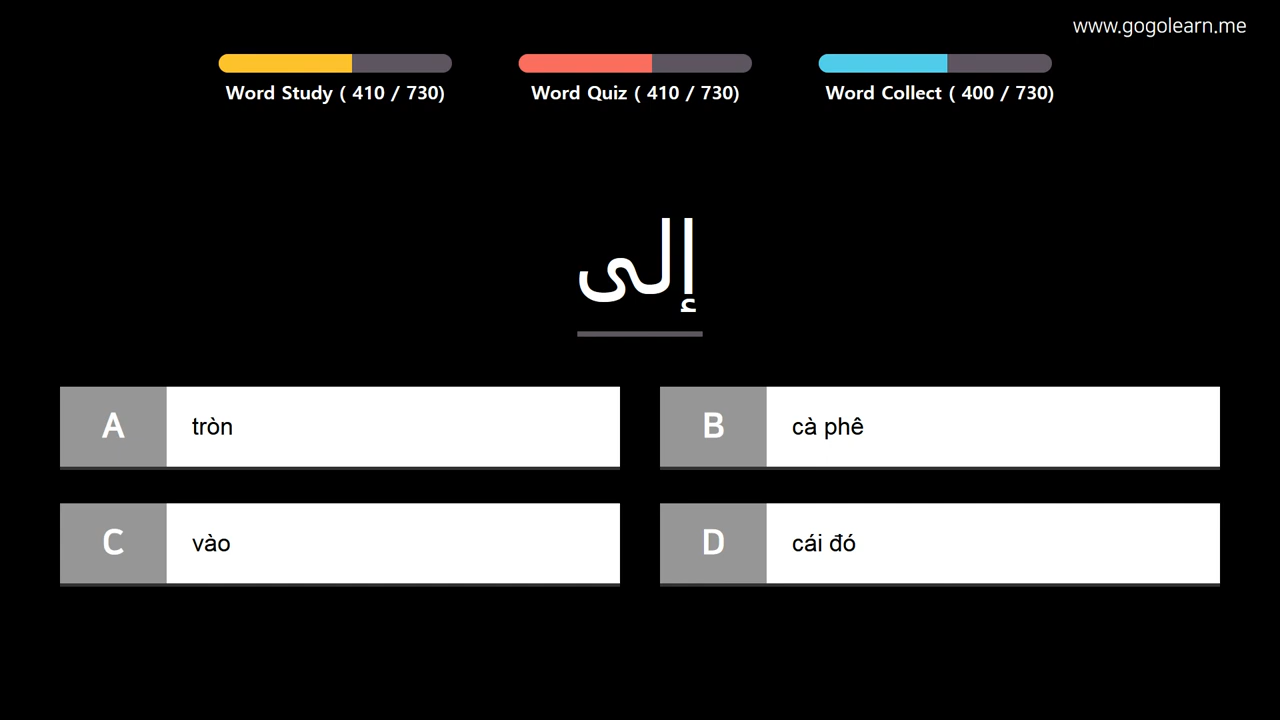 www.gogolearn.me
Word Study ( 410 / 730)
Word Quiz ( 410 / 730)
Word Collect ( 400 / 730)
إلى
A tròn
B cà phê
C vào
D cái đó